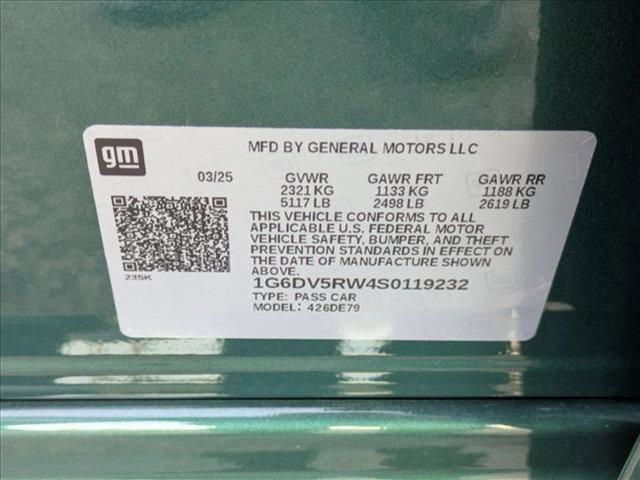 gm
MFD BY GENERAL MOTORS LLC
03/25 GVWR GAWR FRT GAWR RR
2321 KG 1133 KG 1188 KG
5117 LB 2498 LB 2619 LB
THIS VEHICLE CONFORMS TO ALL
APPLICABLE U.S. FEDERAL MOTOR
VEHICLE SAFETY, BUMPER, AND THEFT
PREVENTION STANDARDS IN EFFECT ON
THE DATE OF MANUFACTURE SHOWN
ABOVE.
235K
1G6DV5RW4S0119232
TYPE: PASS CAR
MODEL: 426DE79